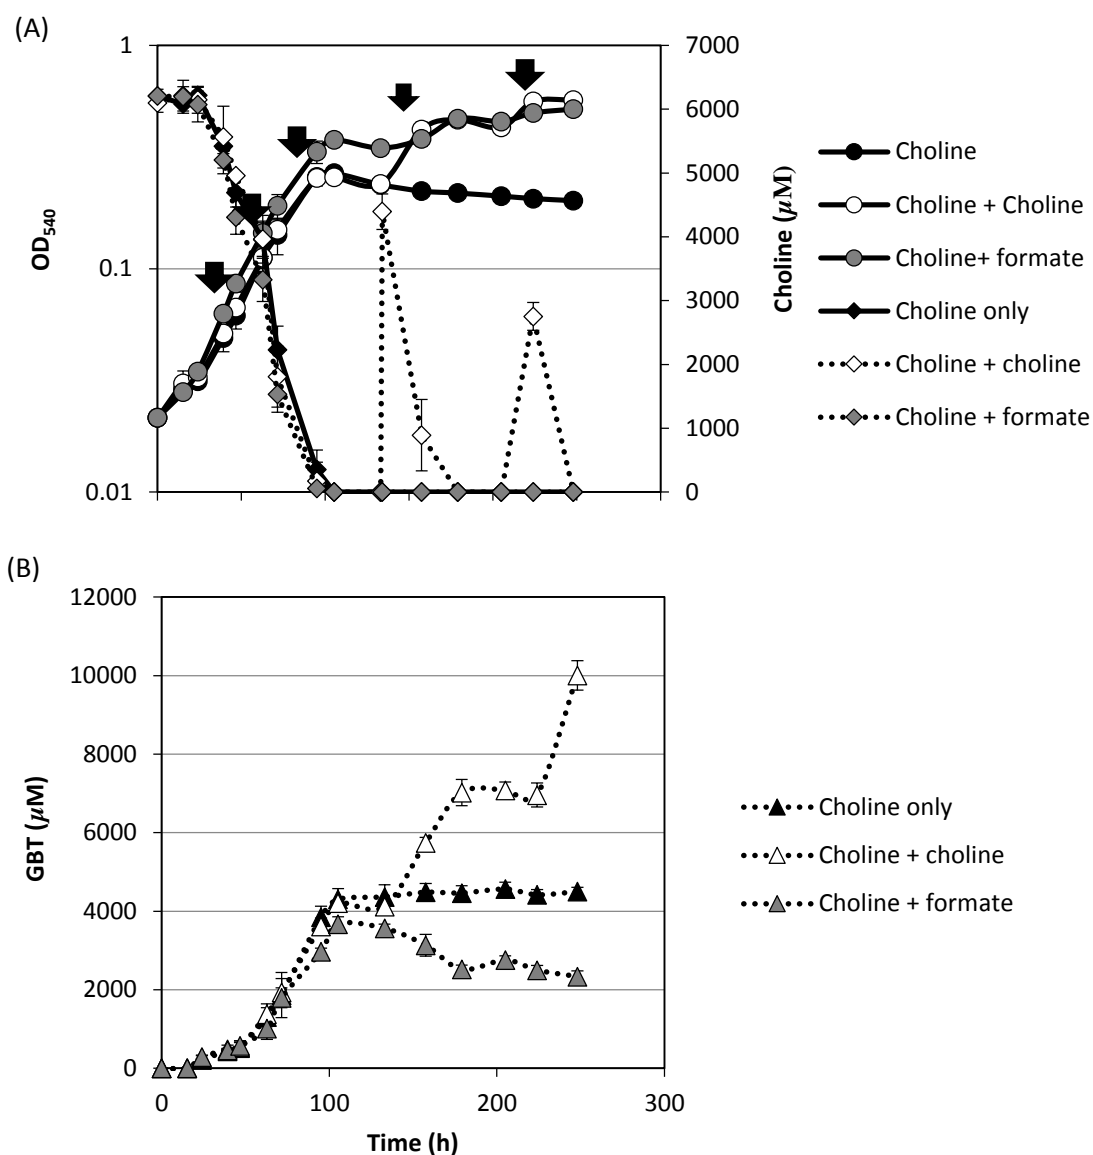 (A)
1
0.1
0.01
OD540
7000
6000
5000
4000
3000
2000
1000
0
Choline (µM)
Choline
Choline + Choline
Choline+ formate
Choline only
Choline + choline
Choline + formate
(B)
12000
10000
8000
6000
4000
2000
0
GBT (µM)
0 100 200 300
Time (h)
Choline only
Choline + choline
Choline + formate